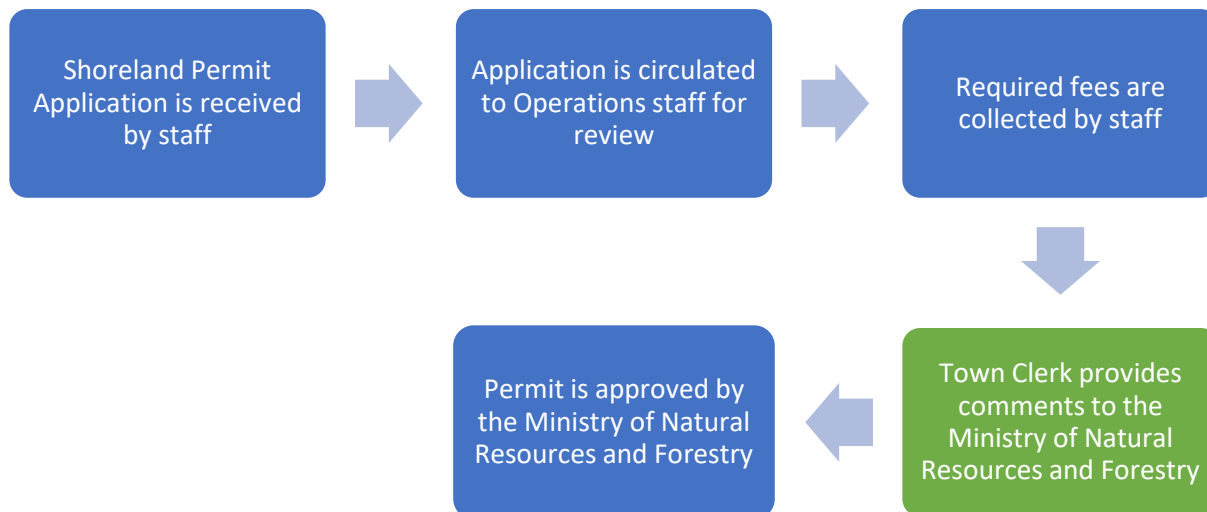 Shoreland Permit
Application is received
by staff
Application is circulated
to Operations staff for
review
Required fees are
collected by staff
Town Clerk provides
comments to the
Ministry of Natural
Resources and Forestry
Permit is approved by
the Ministry of Natural
Resources and Forestry